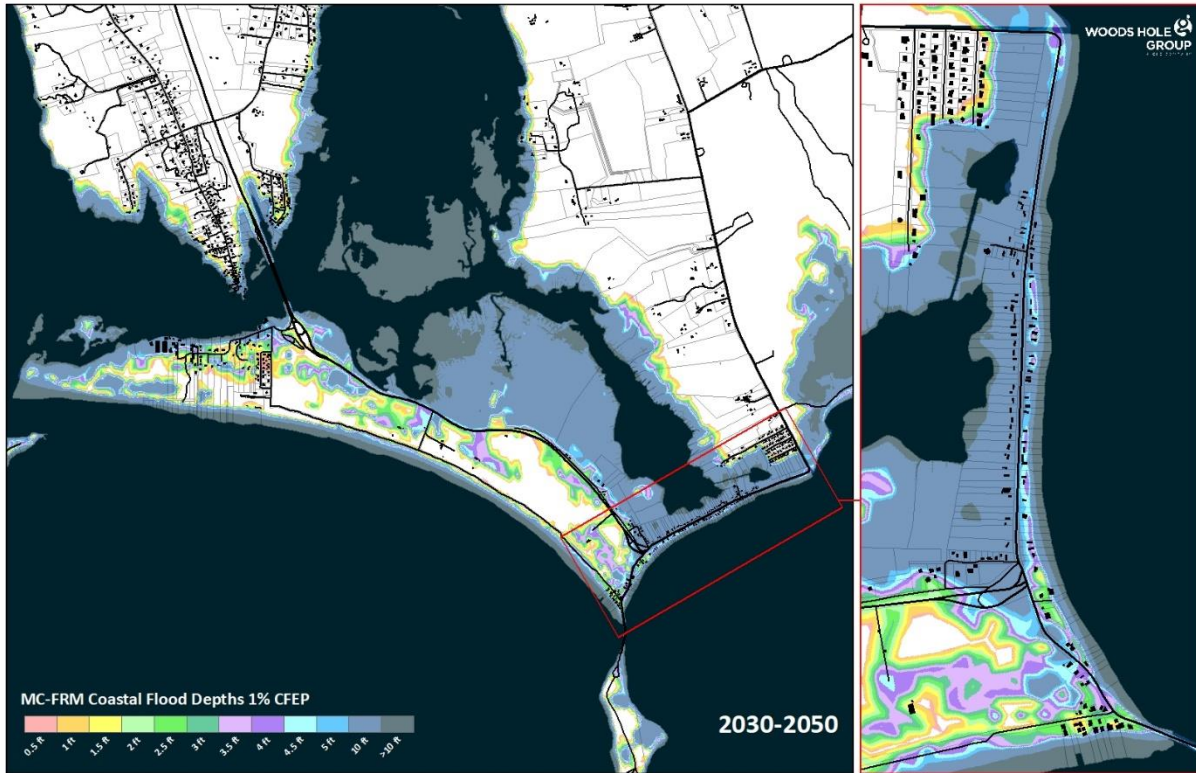 WOODS HOLE
GROUP
MC-FRM Coastal Flood Depths 1% CFEP
0.5 ft
1 ft
1.5 ft
2 ft
2.5 ft
3 ft
3.5 ft
4 ft
4.5 ft
5 ft
10 ft
>10 ft
2030-2050